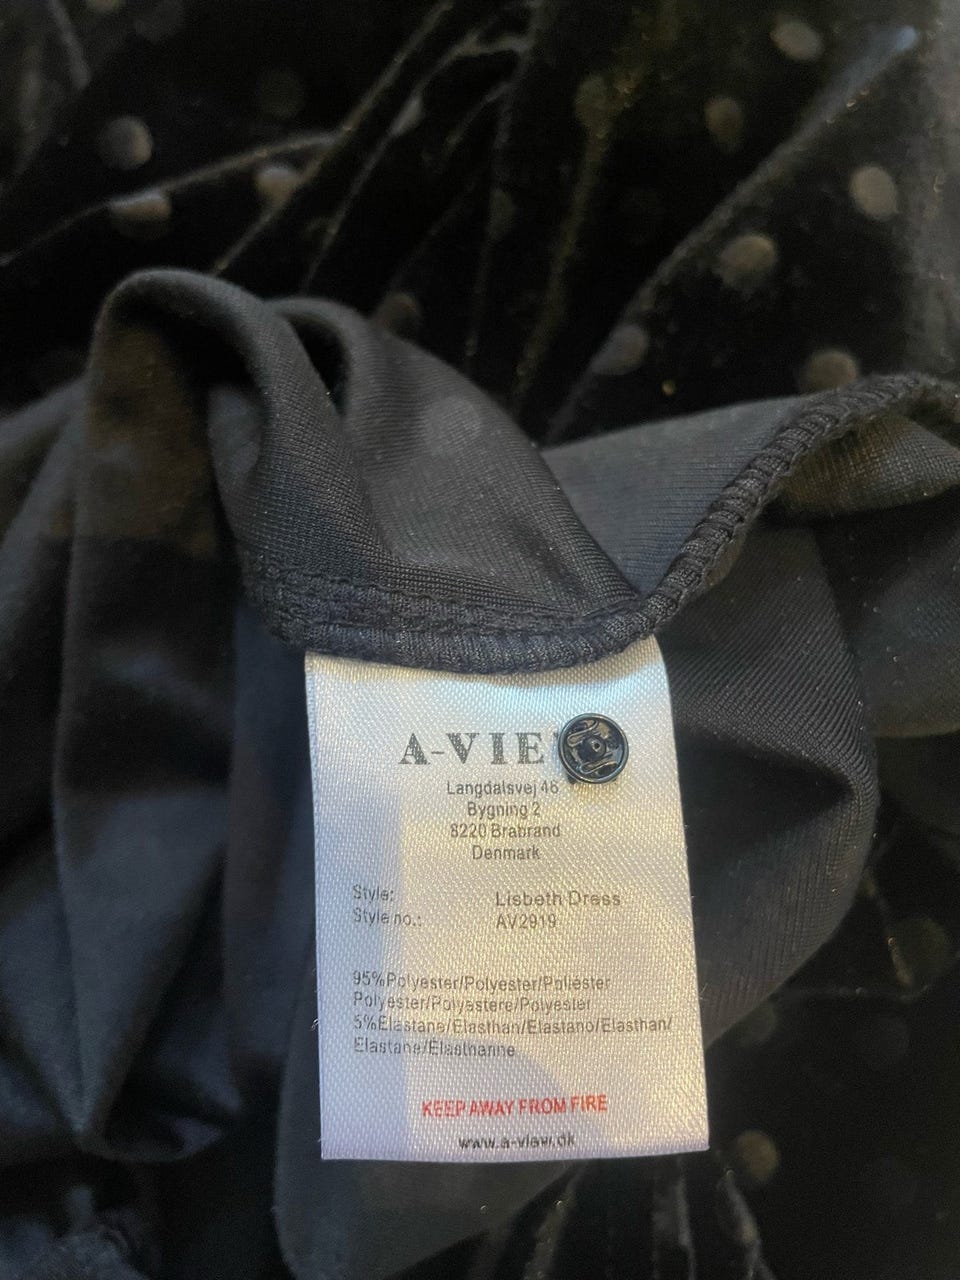 A-VIE
Langdalsvej 46
Bygning 2
8220 Brabrand
Denmark
Style: Lisbeth Dress
Style no.: AV2919
95%Polyester/Polyester/Poliester
Polyester/Polyestere/Polyester
5%Elastane/Elasthan/Elastano/Elasthan/
Elastane/Elasthanne
KEEP AWAY FROM FIRE
www.a-view.dk